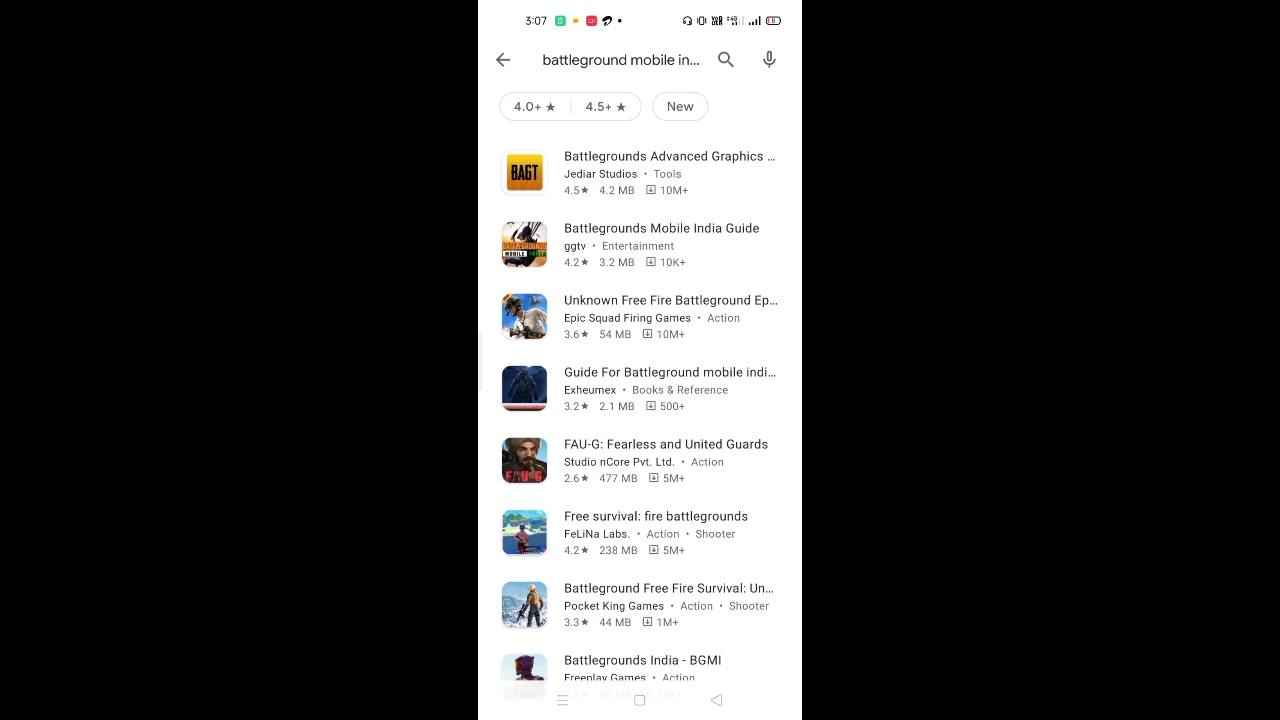 3:07
battleground mobile in...
4.0+ ★ 4.5+ ★ New
Battlegrounds Advanced Graphics ...
BAGT
Jediar Studios • Tools
4.5★ 4.2 MB 10M+
Battlegrounds Mobile India Guide
ggtv • Entertainment
4.2★ 3.2 MB 10K+
Unknown Free Fire Battleground Ep...
Epic Squad Firing Games • Action
3.6★ 54 MB 10M+
Guide For Battleground mobile indi...
Exheumex • Books & Reference
3.2★ 2.1 MB 500+
FAU-G: Fearless and United Guards
Studio nCore Pvt. Ltd. • Action
FAU-G
2.6★ 477 MB 5M+
Free survival: fire battlegrounds
FeLiNa Labs. • Action • Shooter
4.2★ 238 MB 5M+
Battleground Free Fire Survival: Un...
Pocket King Games • Action • Shooter
3.3★ 44 MB 1M+
Battlegrounds India - BGMI
Freeplay Games • Action